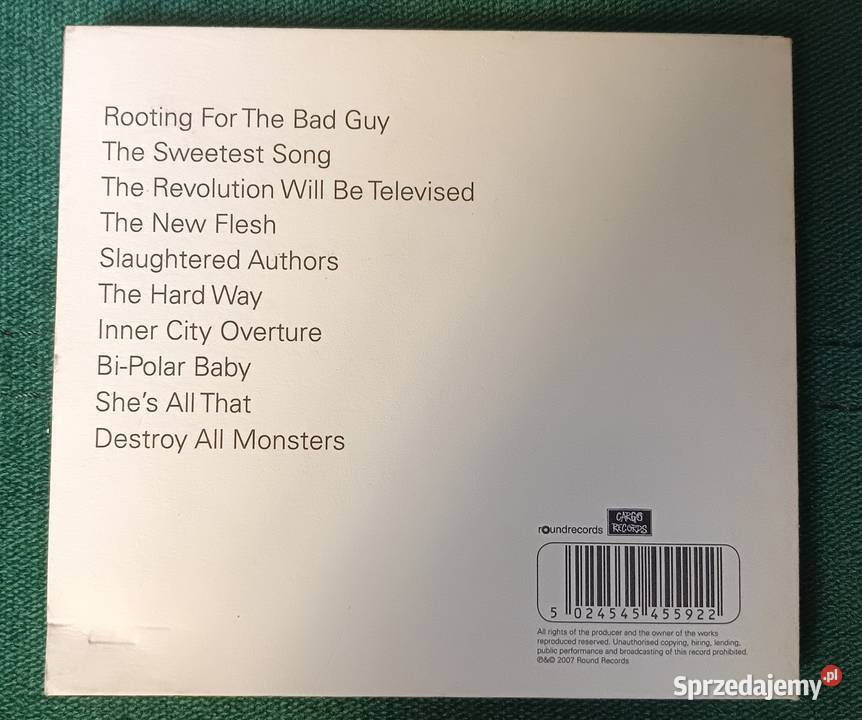 Rooting For The Bad Guy
The Sweetest Song
The Revolution Will Be Televised
The New Flesh
Slaughtered Authors
The Hard Way
Inner City Overture
Bi-Polar Baby
She's All That
Destroy All Monsters
roundrecords
CARGO
RECORDS
5 024545 455922
All rights of the producer and the owner of the works
reproduced reserved. Unauthorised copying, hiring, lending,
public performance and broadcasting of this record prohibited.
℗&© 2007 Round Records
Sprzedajemy.pl